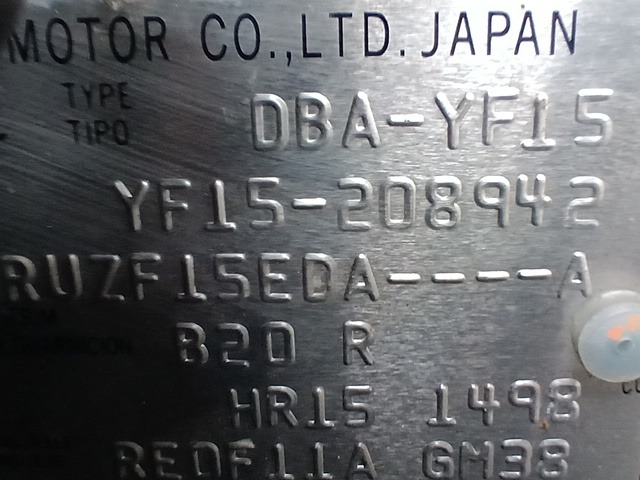 MOTOR CO.,LTD. JAPAN
TYPE
TIPO
DBA-YF15
YF15-208942
RUZF15EDA----A
B20 R
HR15 1498
REDF11A GM38